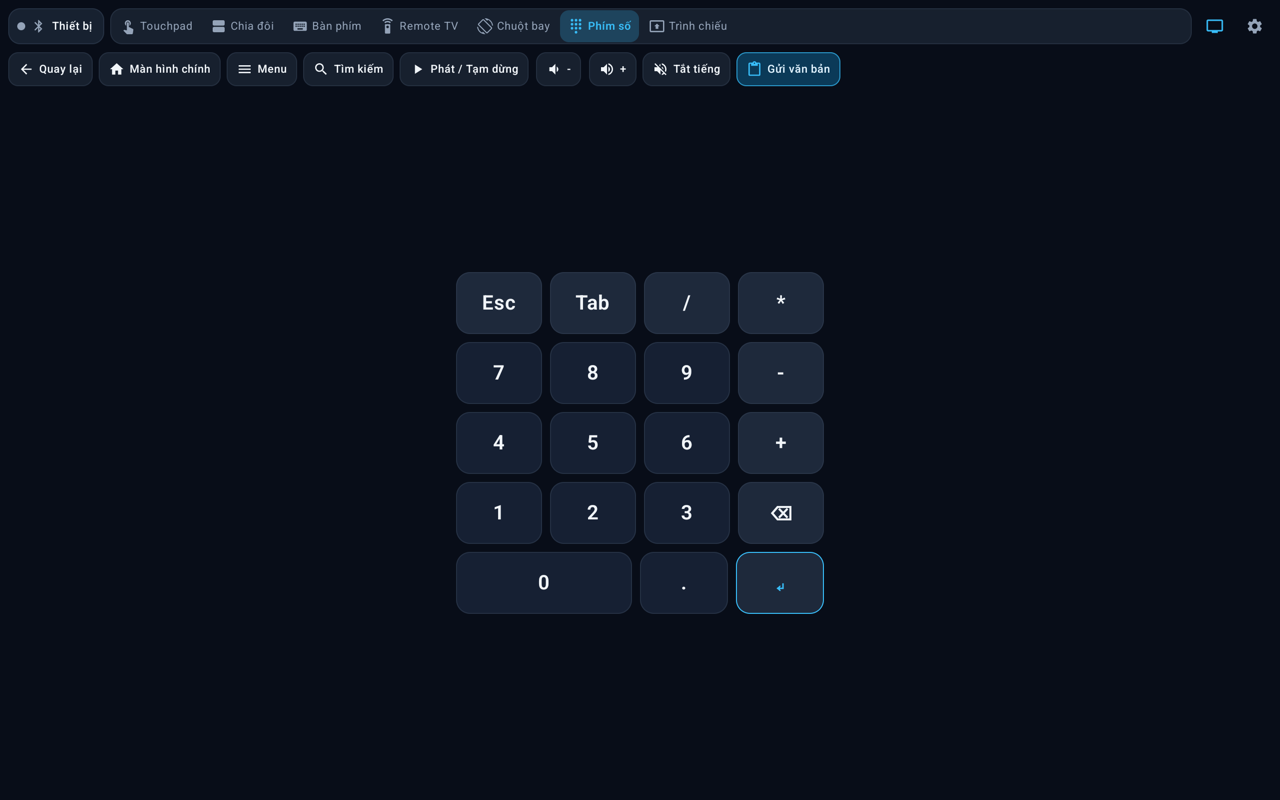 Thiết bị Touchpad Chia đôi Bàn phím Remote TV Chuột bay Phím số Trình chiếu
Quay lại Màn hình chính Menu Tìm kiếm Phát / Tạm dừng - + Tắt tiếng Gửi văn bản
Esc Tab / *
7 8 9 -
4 5 6 +
1 2 3 ⌫
0 . ↵